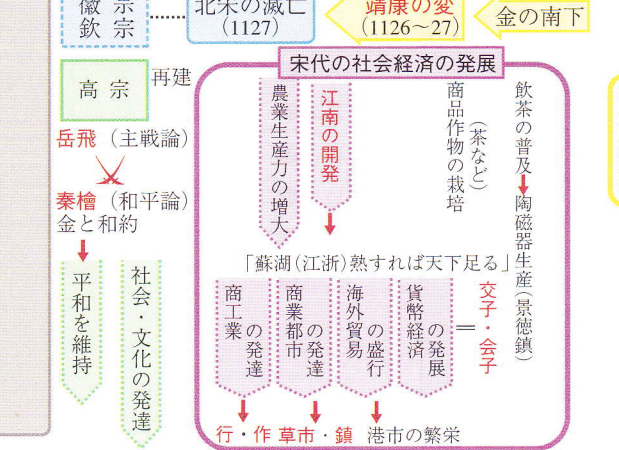 徽宗
欽宗
北宋の滅亡
(1127)
靖康の変
(1126〜27)
金の南下
高宗
再建
岳飛(主戦論)
秦檜(和平論)
金と和約
平和を維持
社会・文化の発達
宋代の社会経済の発展
飲茶の普及
陶磁器生産(景徳鎮)
商品作物の栽培
(茶など)
江南の開発
農業生産力の増大
「蘇湖(江浙)熟すれば天下足る」
交子・会子
=
貨幣経済の発展
海外貿易の盛行
商業都市の発達
商工業の発達
行・作
草市・鎮
港市の繁栄